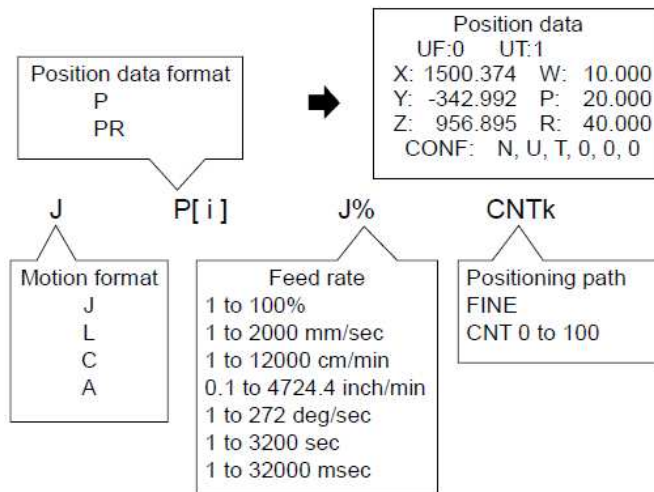 Position data
UF:0 UT:1
X: 1500.374 W: 10.000
Y: -342.992 P: 20.000
Z: 956.895 R: 40.000
CONF: N, U, T, 0, 0, 0
Position data format
P
PR
J P[ i ] J% CNTk
Motion format
J
L
C
A
Feed rate
1 to 100%
1 to 2000 mm/sec
1 to 12000 cm/min
0.1 to 4724.4 inch/min
1 to 272 deg/sec
1 to 3200 sec
1 to 32000 msec
Positioning path
FINE
CNT 0 to 100